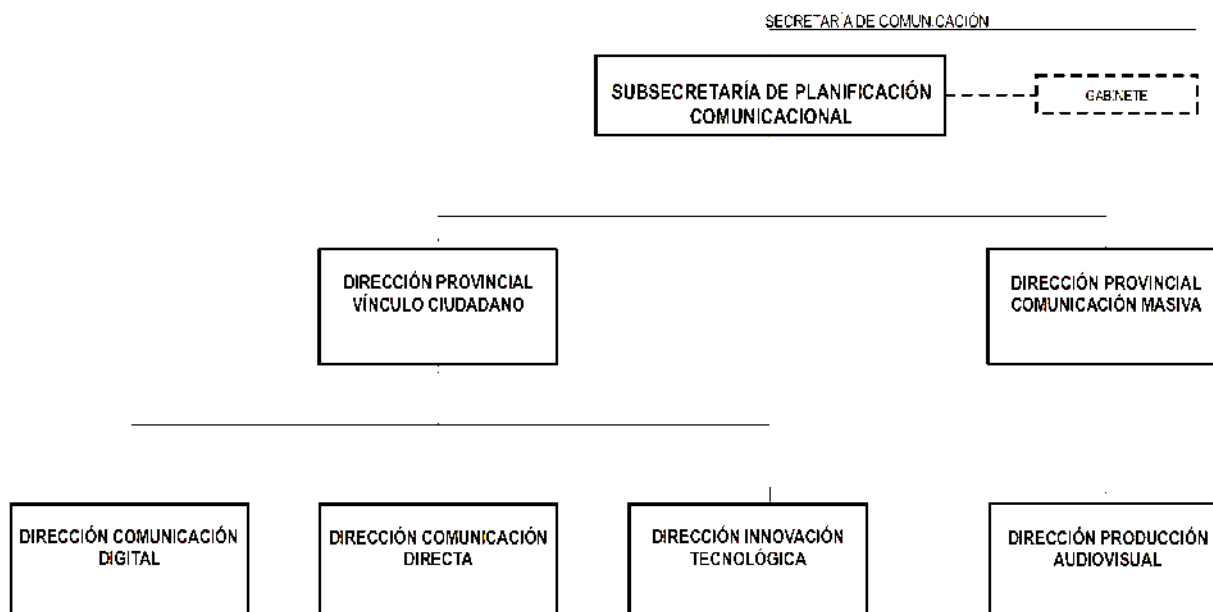 SECRETARÍA DE COMUNICACIÓN
SUBSECRETARÍA DE PLANIFICACIÓN
COMUNICACIONAL
GABINETE
DIRECCIÓN PROVINCIAL
VÍNCULO CIUDADANO
DIRECCIÓN PROVINCIAL
COMUNICACIÓN MASIVA
DIRECCIÓN COMUNICACIÓN
DIGITAL
DIRECCIÓN COMUNICACIÓN
DIRECTA
DIRECCIÓN INNOVACIÓN
TECNOLÓGICA
DIRECCIÓN PRODUCCIÓN
AUDIOVISUAL